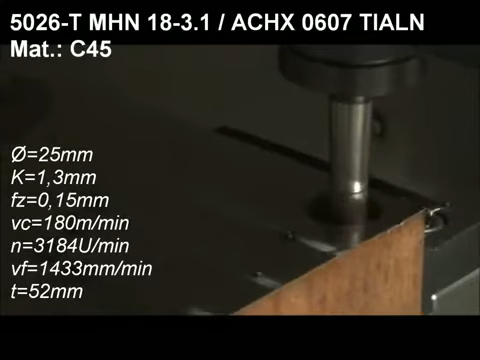 5026-T MHN 18-3.1 / ACHX 0607 TIALN
Mat.: C45
Ø=25mm
K=1,3mm
fz=0,15mm
vc=180m/min
n=3184U/min
vf=1433mm/min
t=52mm